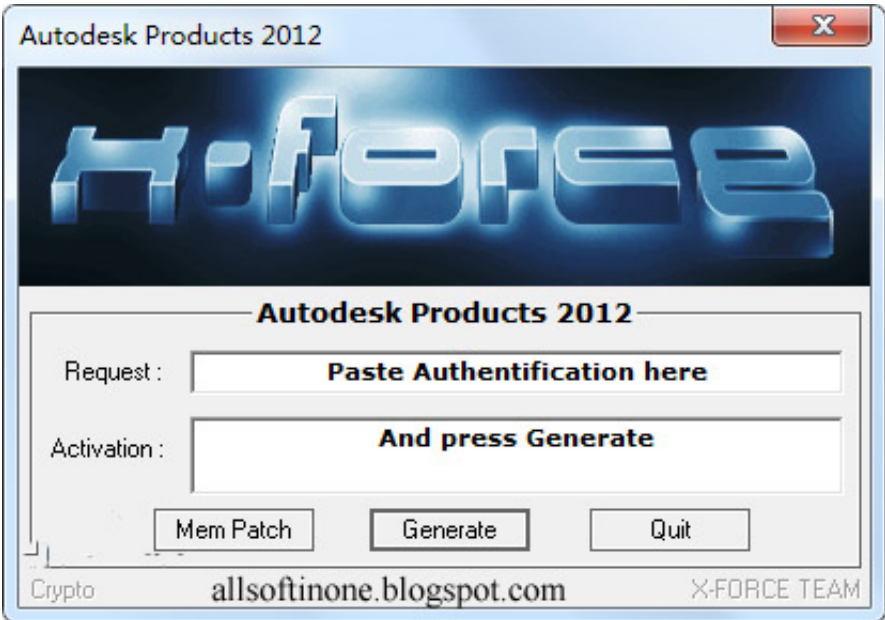 Autodesk Products 2012
x-force
Autodesk Products 2012
Request : Paste Authentification here
Activation : And press Generate
Mem Patch Generate Quit
Crypto allsoftinone.blogspot.com X-FORCE TEAM